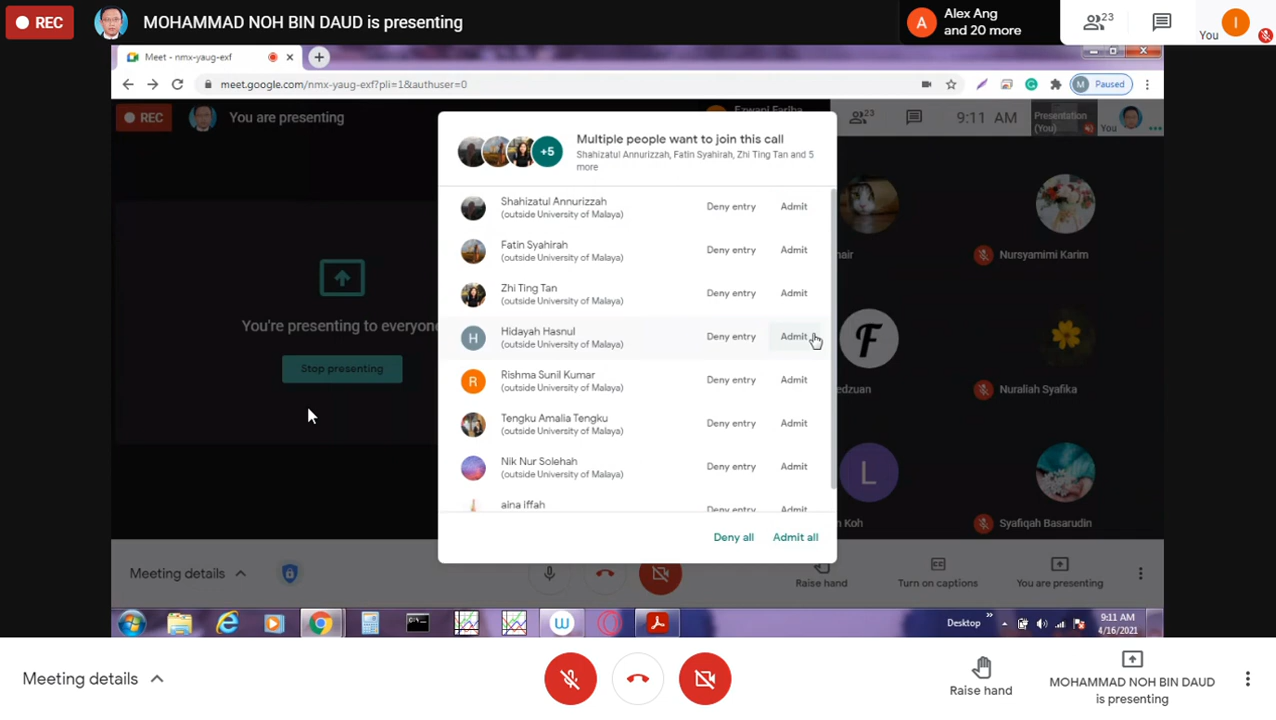 REC
MOHAMMAD NOH BIN DAUD is presenting
A
Alex Ang
and 20 more
23
You
I
Meet - nmx-yaug-exf
meet.google.com/nmx-yaug-exf?pli=1&authuser=0
M
Paused
REC
You are presenting
23
9:11 AM
Presentation
(You)
You
+5
Multiple people want to join this call
Shahizatul Annurizzah, Fatin Syahirah, Zhi Ting Tan and 5
more
Shahizatul Annurizzah
(outside University of Malaya)
Deny entry
Admit
Fatin Syahirah
(outside University of Malaya)
Deny entry
Admit
Zhi Ting Tan
(outside University of Malaya)
Deny entry
Admit
H
Hidayah Hasnul
(outside University of Malaya)
Deny entry
Admit
R
Rishma Sunil Kumar
(outside University of Malaya)
Deny entry
Admit
Tengku Amalia Tengku
(outside University of Malaya)
Deny entry
Admit
Nik Nur Solehah
(outside University of Malaya)
Deny entry
Admit
aina iffah
Deny entry
Admit
Deny all
Admit all
You're presenting to everyone
Stop presenting
Nursyamimi Karim
F
Nuraliah Syafika
L
Koh
Syafiqah Basarudin
Meeting details
Raise hand
Turn on captions
You are presenting
W
Desktop
9:11 AM
4/16/2021
Meeting details
Raise hand
MOHAMMAD NOH BIN DAUD
is presenting